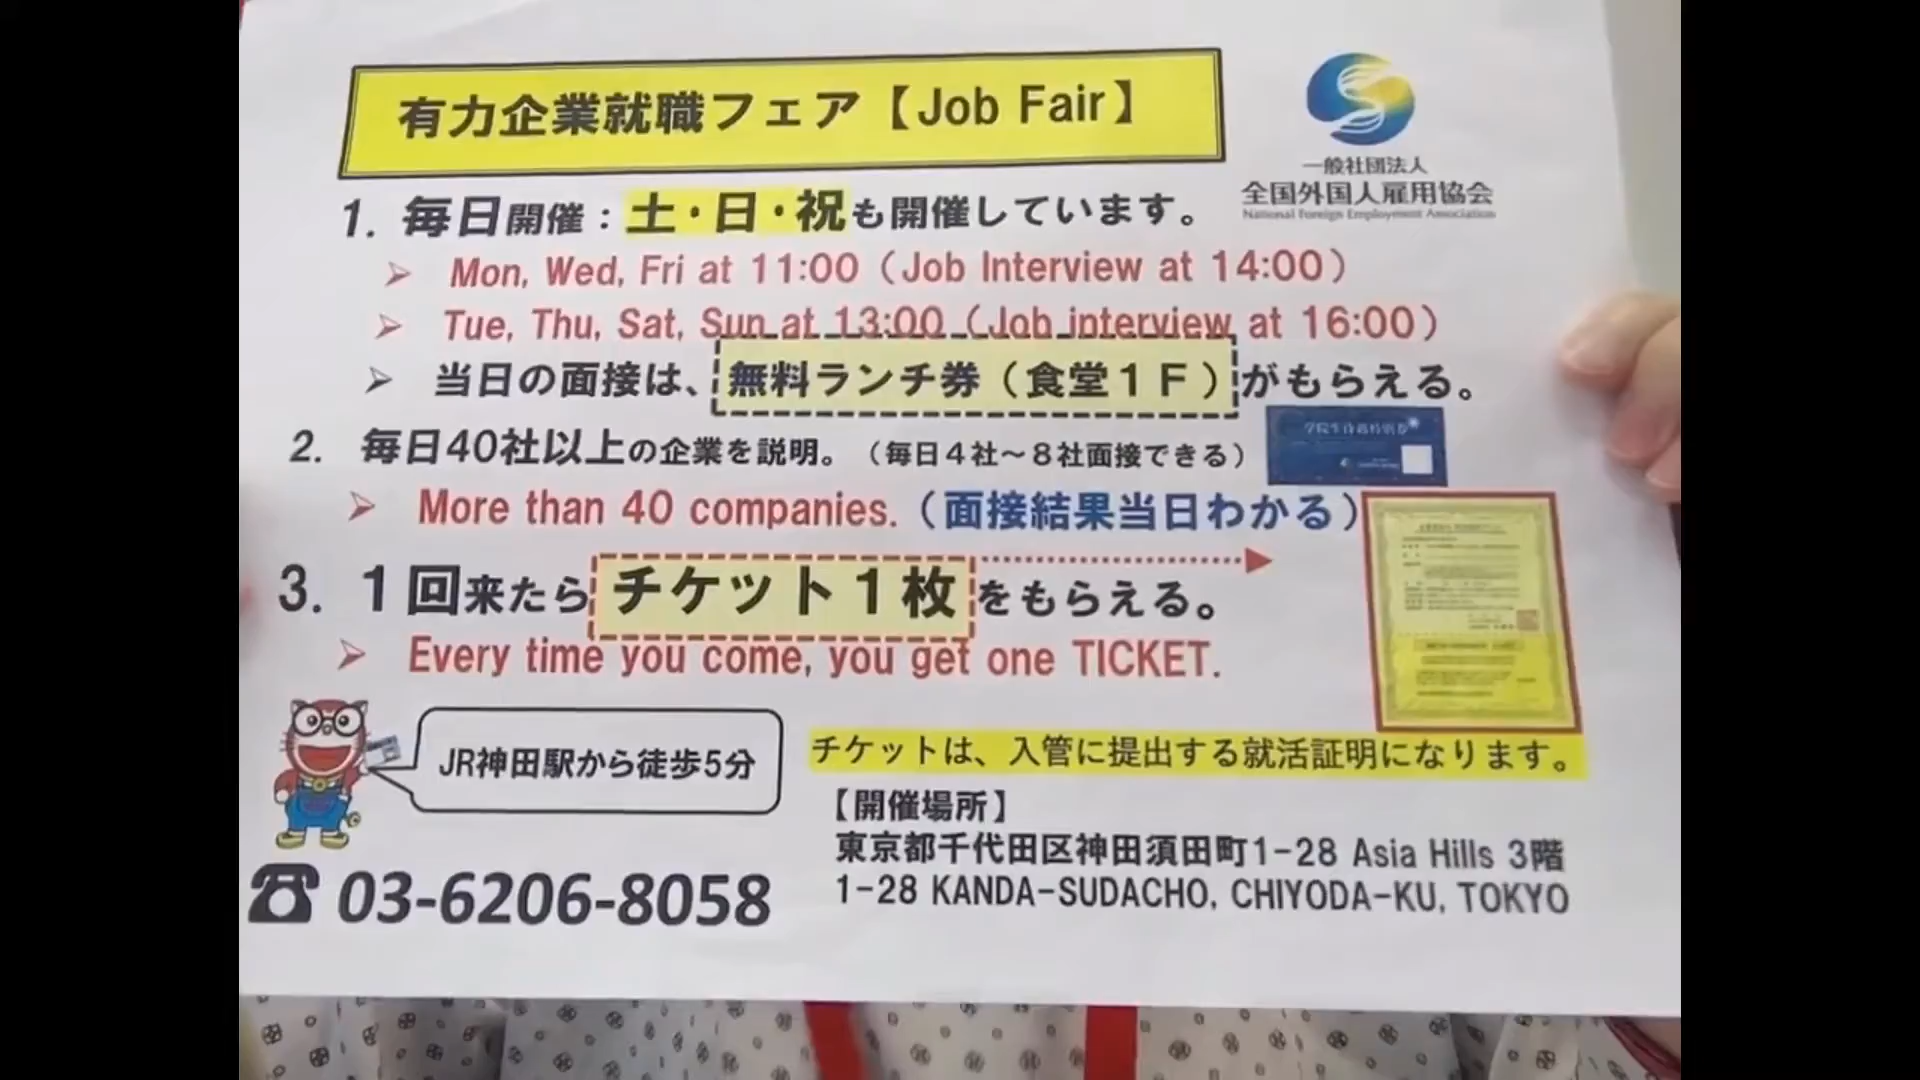 有力企業就職フェア【Job Fair】
一般社団法人
全国外国人雇用協会
National Foreign Employment Association
1. 毎日開催：土・日・祝も開催しています。
➢ Mon, Wed, Fri at 11:00（Job Interview at 14:00）
➢ Tue, Thu, Sat, Sun at 13:00（Job interview at 16:00）
➢ 当日の面接は、無料ランチ券（食堂１Ｆ）がもらえる。
2. 毎日40社以上の企業を説明。（毎日４社～８社面接できる）
➢ More than 40 companies.（面接結果当日わかる）
3. １回来たらチケット１枚をもらえる。
➢ Every time you come, you get one TICKET.
JR神田駅から徒歩5分
チケットは、入管に提出する就活証明になります。
【開催場所】
東京都千代田区神田須田町1-28 Asia Hills 3階
1-28 KANDA-SUDACHO, CHIYODA-KU, TOKYO
☎ 03-6206-8058